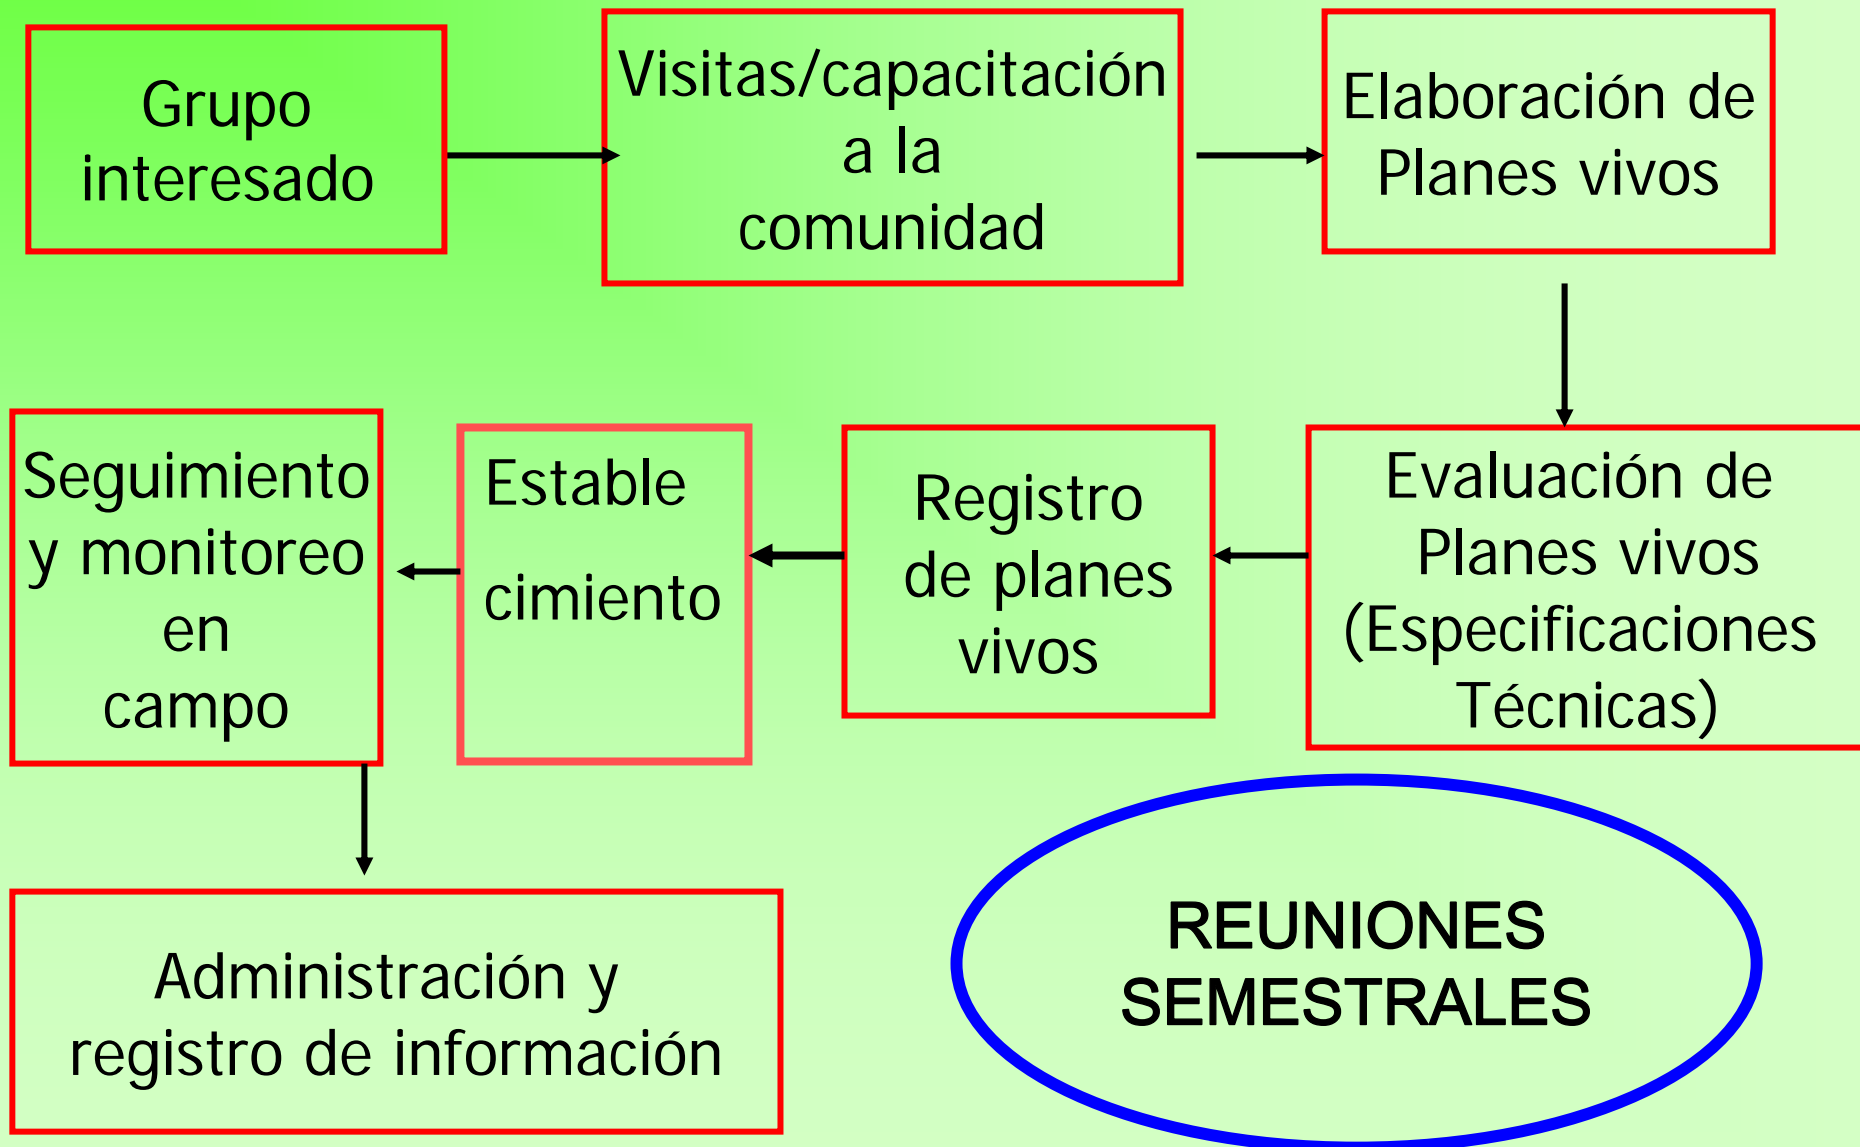 Grupo
interesado
Visitas/capacitación
a la
comunidad
Elaboración de
Planes vivos
Evaluación de
Planes vivos
(Especificaciones
Técnicas)
Registro
de planes
vivos
Estable
cimiento
Seguimiento
y monitoreo
en
campo
Administración y
registro de información
REUNIONES
SEMESTRALES